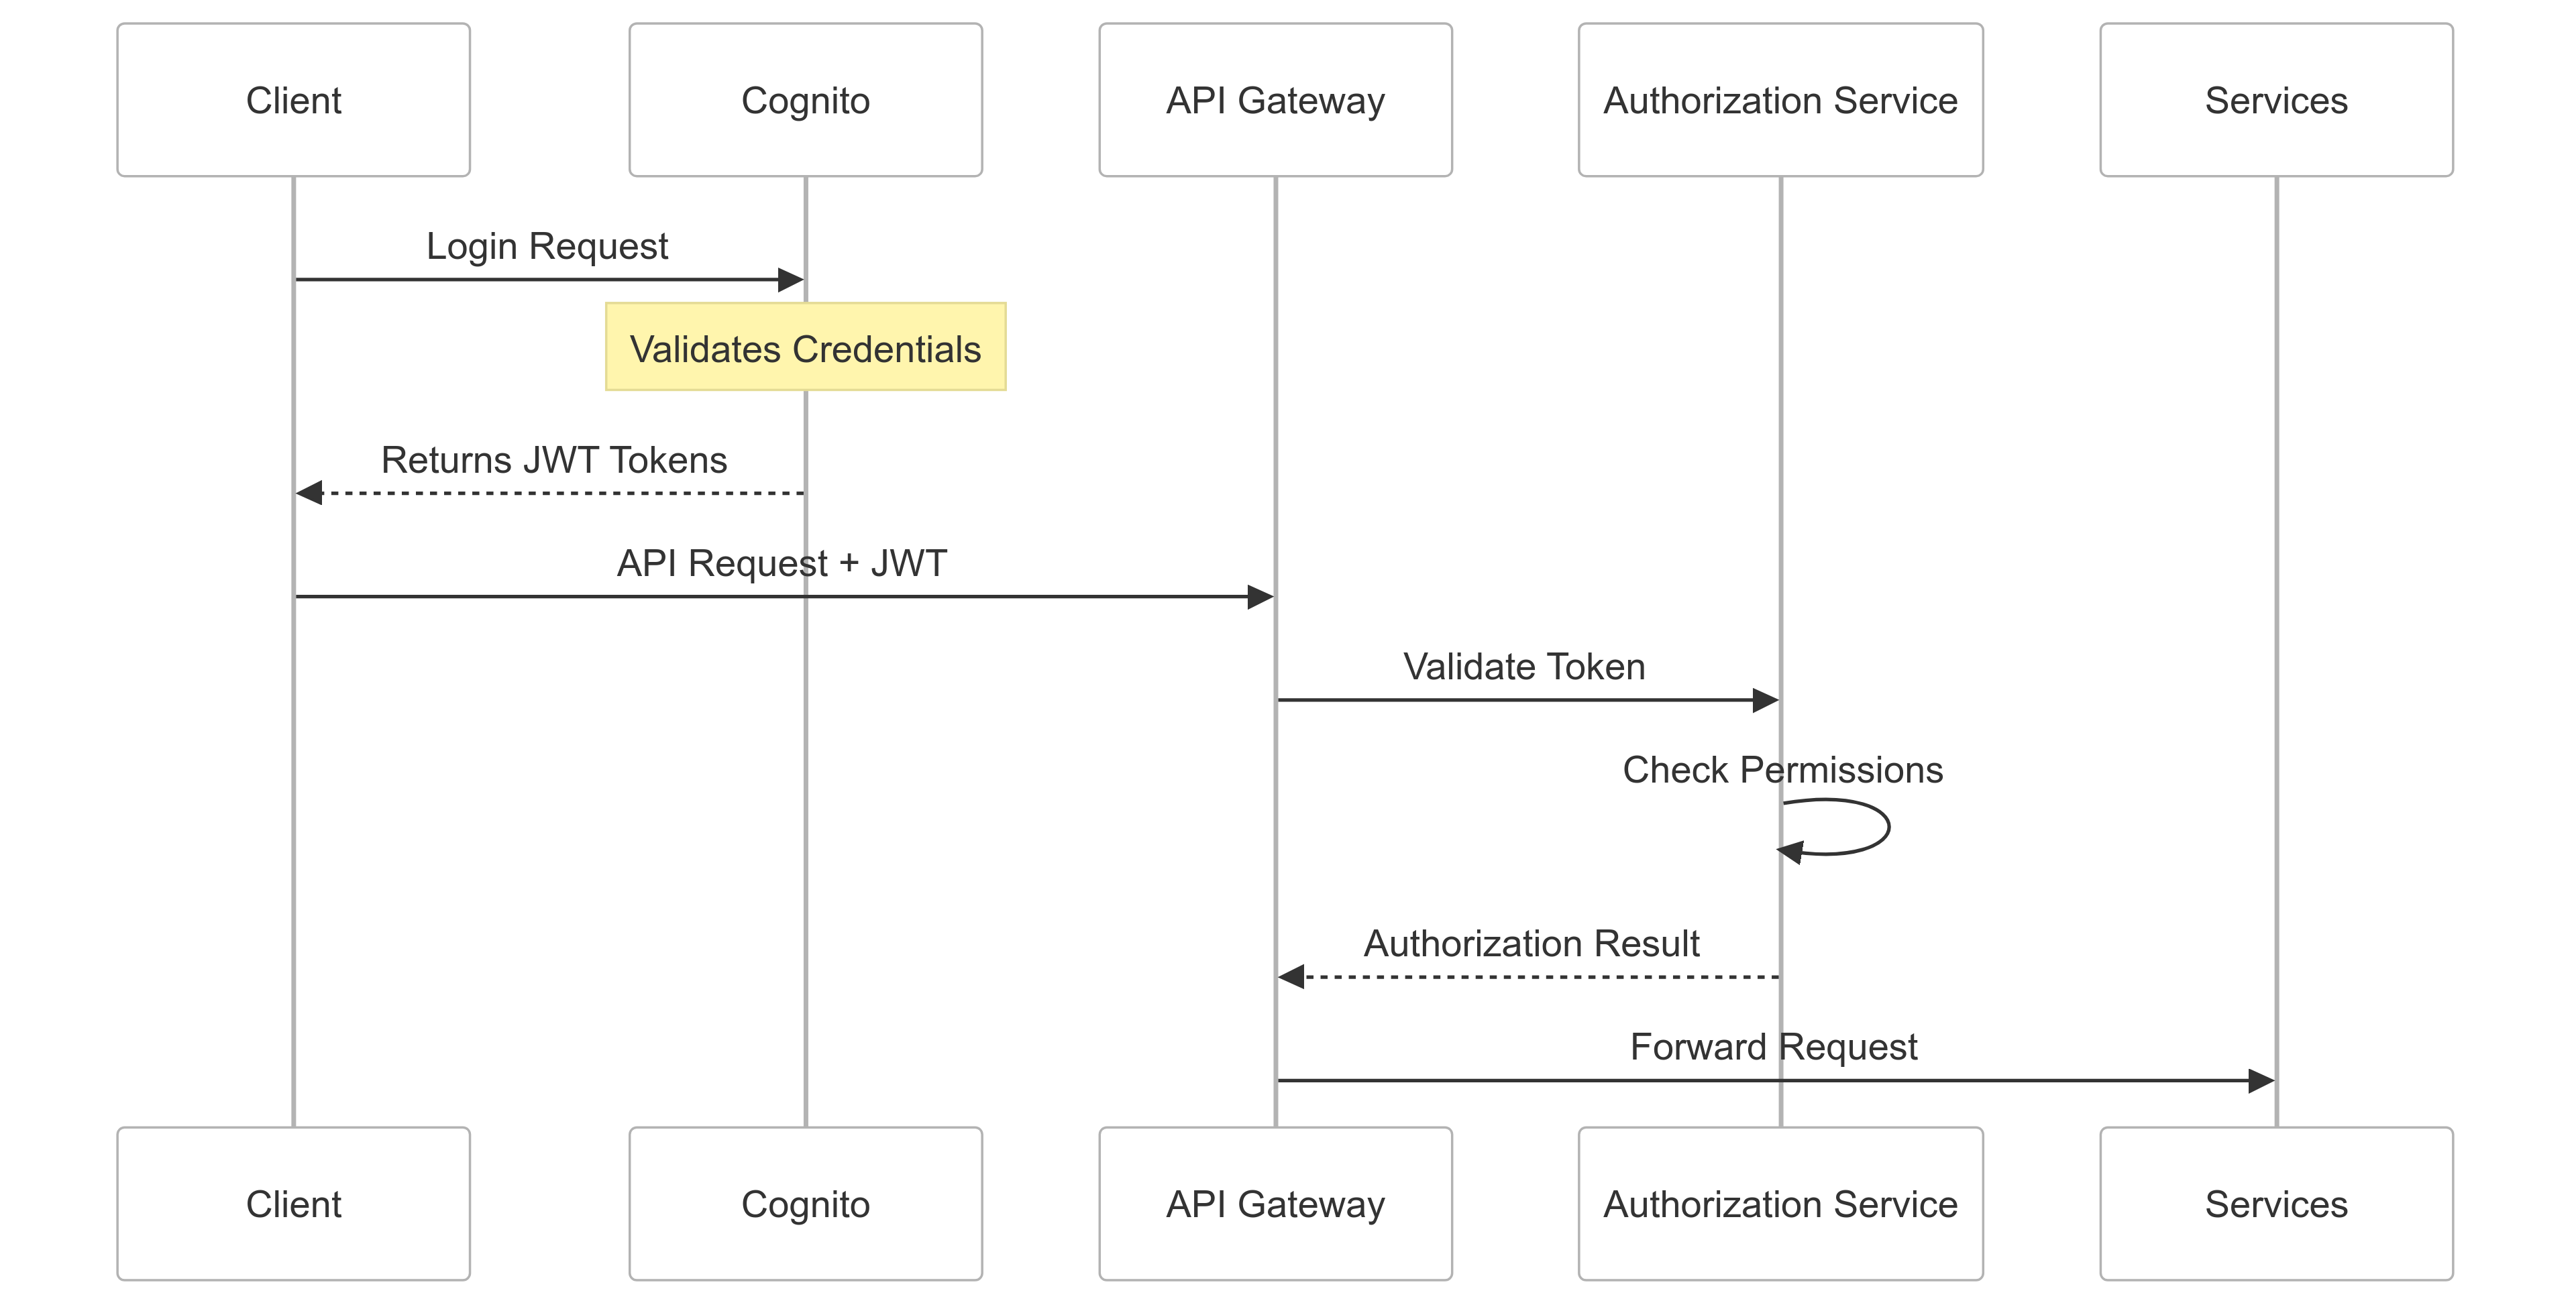 Client
Cognito
API Gateway
Authorization Service
Services
Login Request
Validates Credentials
Returns JWT Tokens
API Request + JWT
Validate Token
Check Permissions
Authorization Result
Forward Request
Client
Cognito
API Gateway
Authorization Service
Services